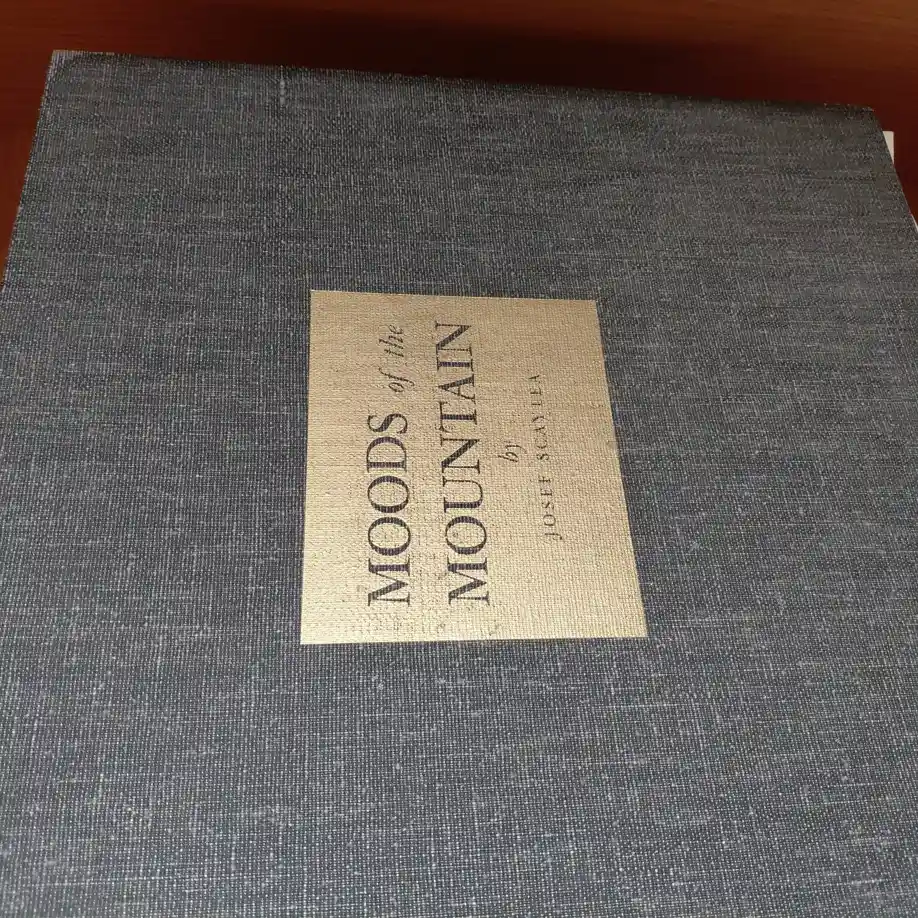 MOODS of the
MOUNTAIN
by
JOSEF SCAYLEA